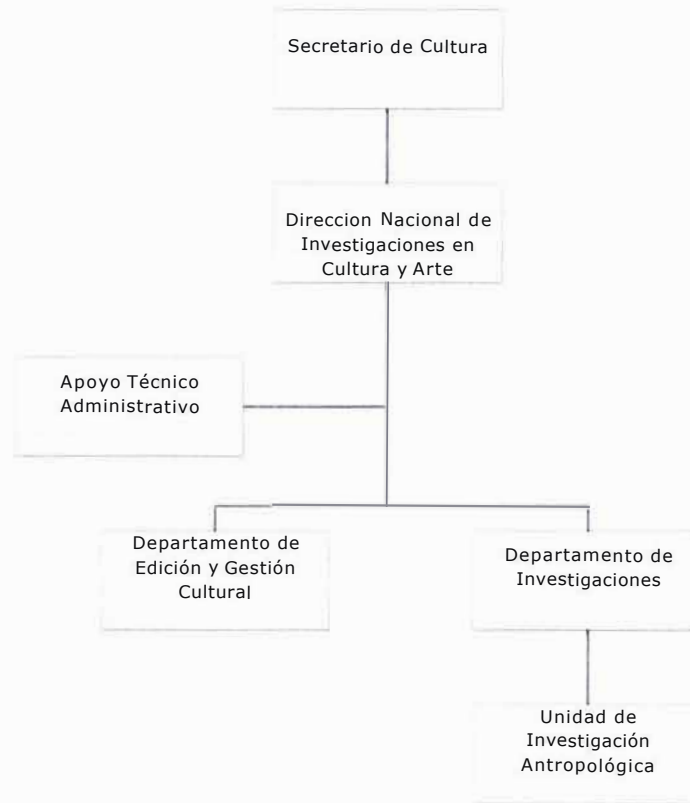 Secretario de Cultura
Direccion Nacional de
Investigaciones en
Cultura y Arte
Apoyo Técnico
Administrativo
Departamento de
Edición y Gestión
Cultural
Departamento de
Investigaciones
Unidad de
Investigación
Antropológica